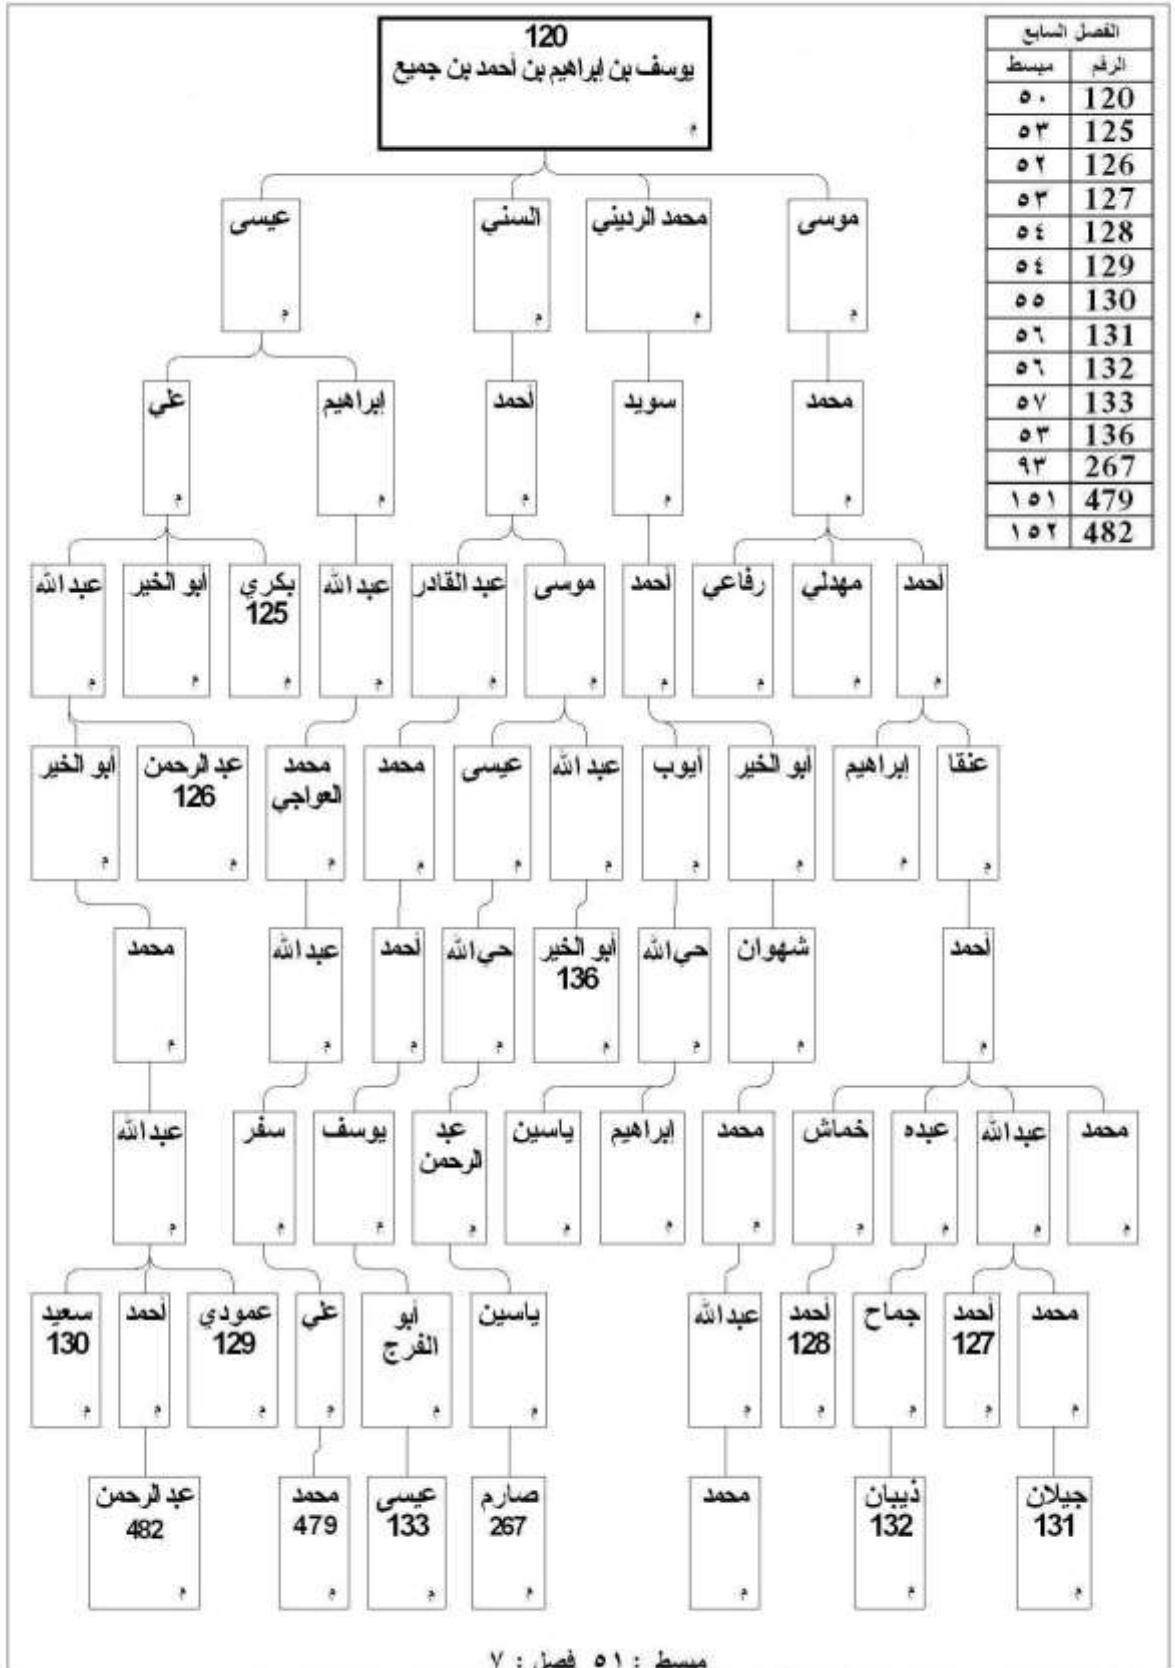 120
يوسف بن إبراهيم بن أحمد بن جميع
م
الفصل السابع
الرقم مبسط
120 ٥٠
125 ٥٣
126 ٥٢
127 ٥٣
128 ٥٤
129 ٥٤
130 ٥٥
131 ٥٦
132 ٥٦
133 ٥٧
136 ٥٣
267 ٩٣
479 ١٥١
482 ١٥٢
موسى
م
محمد الرديني
م
السني
م
عيسى
م
محمد
م
سويد
م
أحمد
م
إبراهيم
م
علي
م
أحمد
م
مهدلي
م
رفاعي
م
أحمد
م
موسى
م
عبد القادر
م
عبدالله
م
بكري
125
م
أبو الخير
م
عبدالله
م
عنقا
م
إبراهيم
م
أبو الخير
م
أيوب
م
عبدالله
م
عيسى
م
محمد
م
محمد
العواجي
م
عبد الرحمن
126
م
أبو الخير
م
أحمد
م
شهوان
م
حي الله
م
أبو الخير
136
م
حي الله
م
أحمد
م
عبدالله
م
محمد
م
محمد
م
عبدالله
م
عبده
م
خماش
م
محمد
م
إبراهيم
م
ياسين
م
عبد
الرحمن
م
يوسف
م
سفر
م
عبدالله
م
محمد
م
أحمد
127
م
جماح
م
أحمد
128
م
عبدالله
م
ياسين
م
أبو
الفرج
م
علي
م
عمودي
129
م
أحمد
م
سعيد
130
م
جيلان
131
م
ذيبان
132
م
محمد
م
صارم
267
م
عيسى
133
م
محمد
479
م
عبد الرحمن
482
م
مبسط : ٥١ فصل : ٧